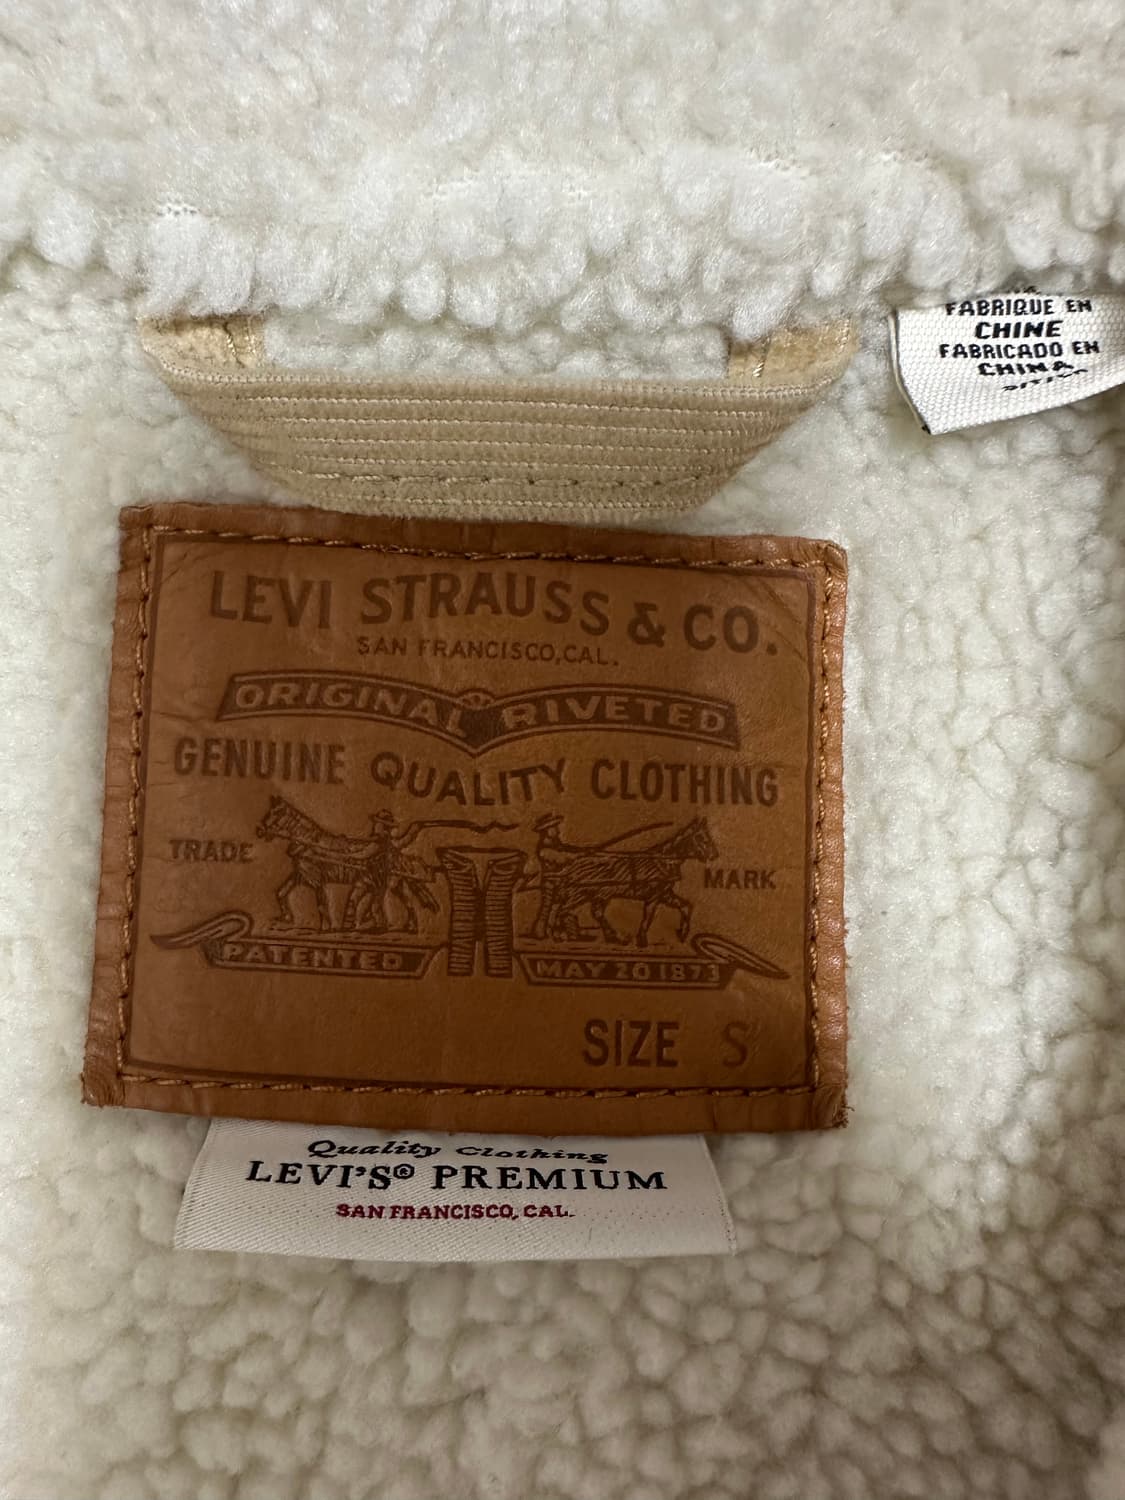 FABRIQUE EN
CHINE
FABRICADO EN
CHINA
LEVI STRAUSS & CO.
SAN FRANCISCO, CAL.
ORIGINAL RIVETED
GENUINE QUALITY CLOTHING
TRADE MARK
PATENTED MAY 20 1873
SIZE S
Quality Clothing
LEVI'S® PREMIUM
SAN FRANCISCO, CAL.